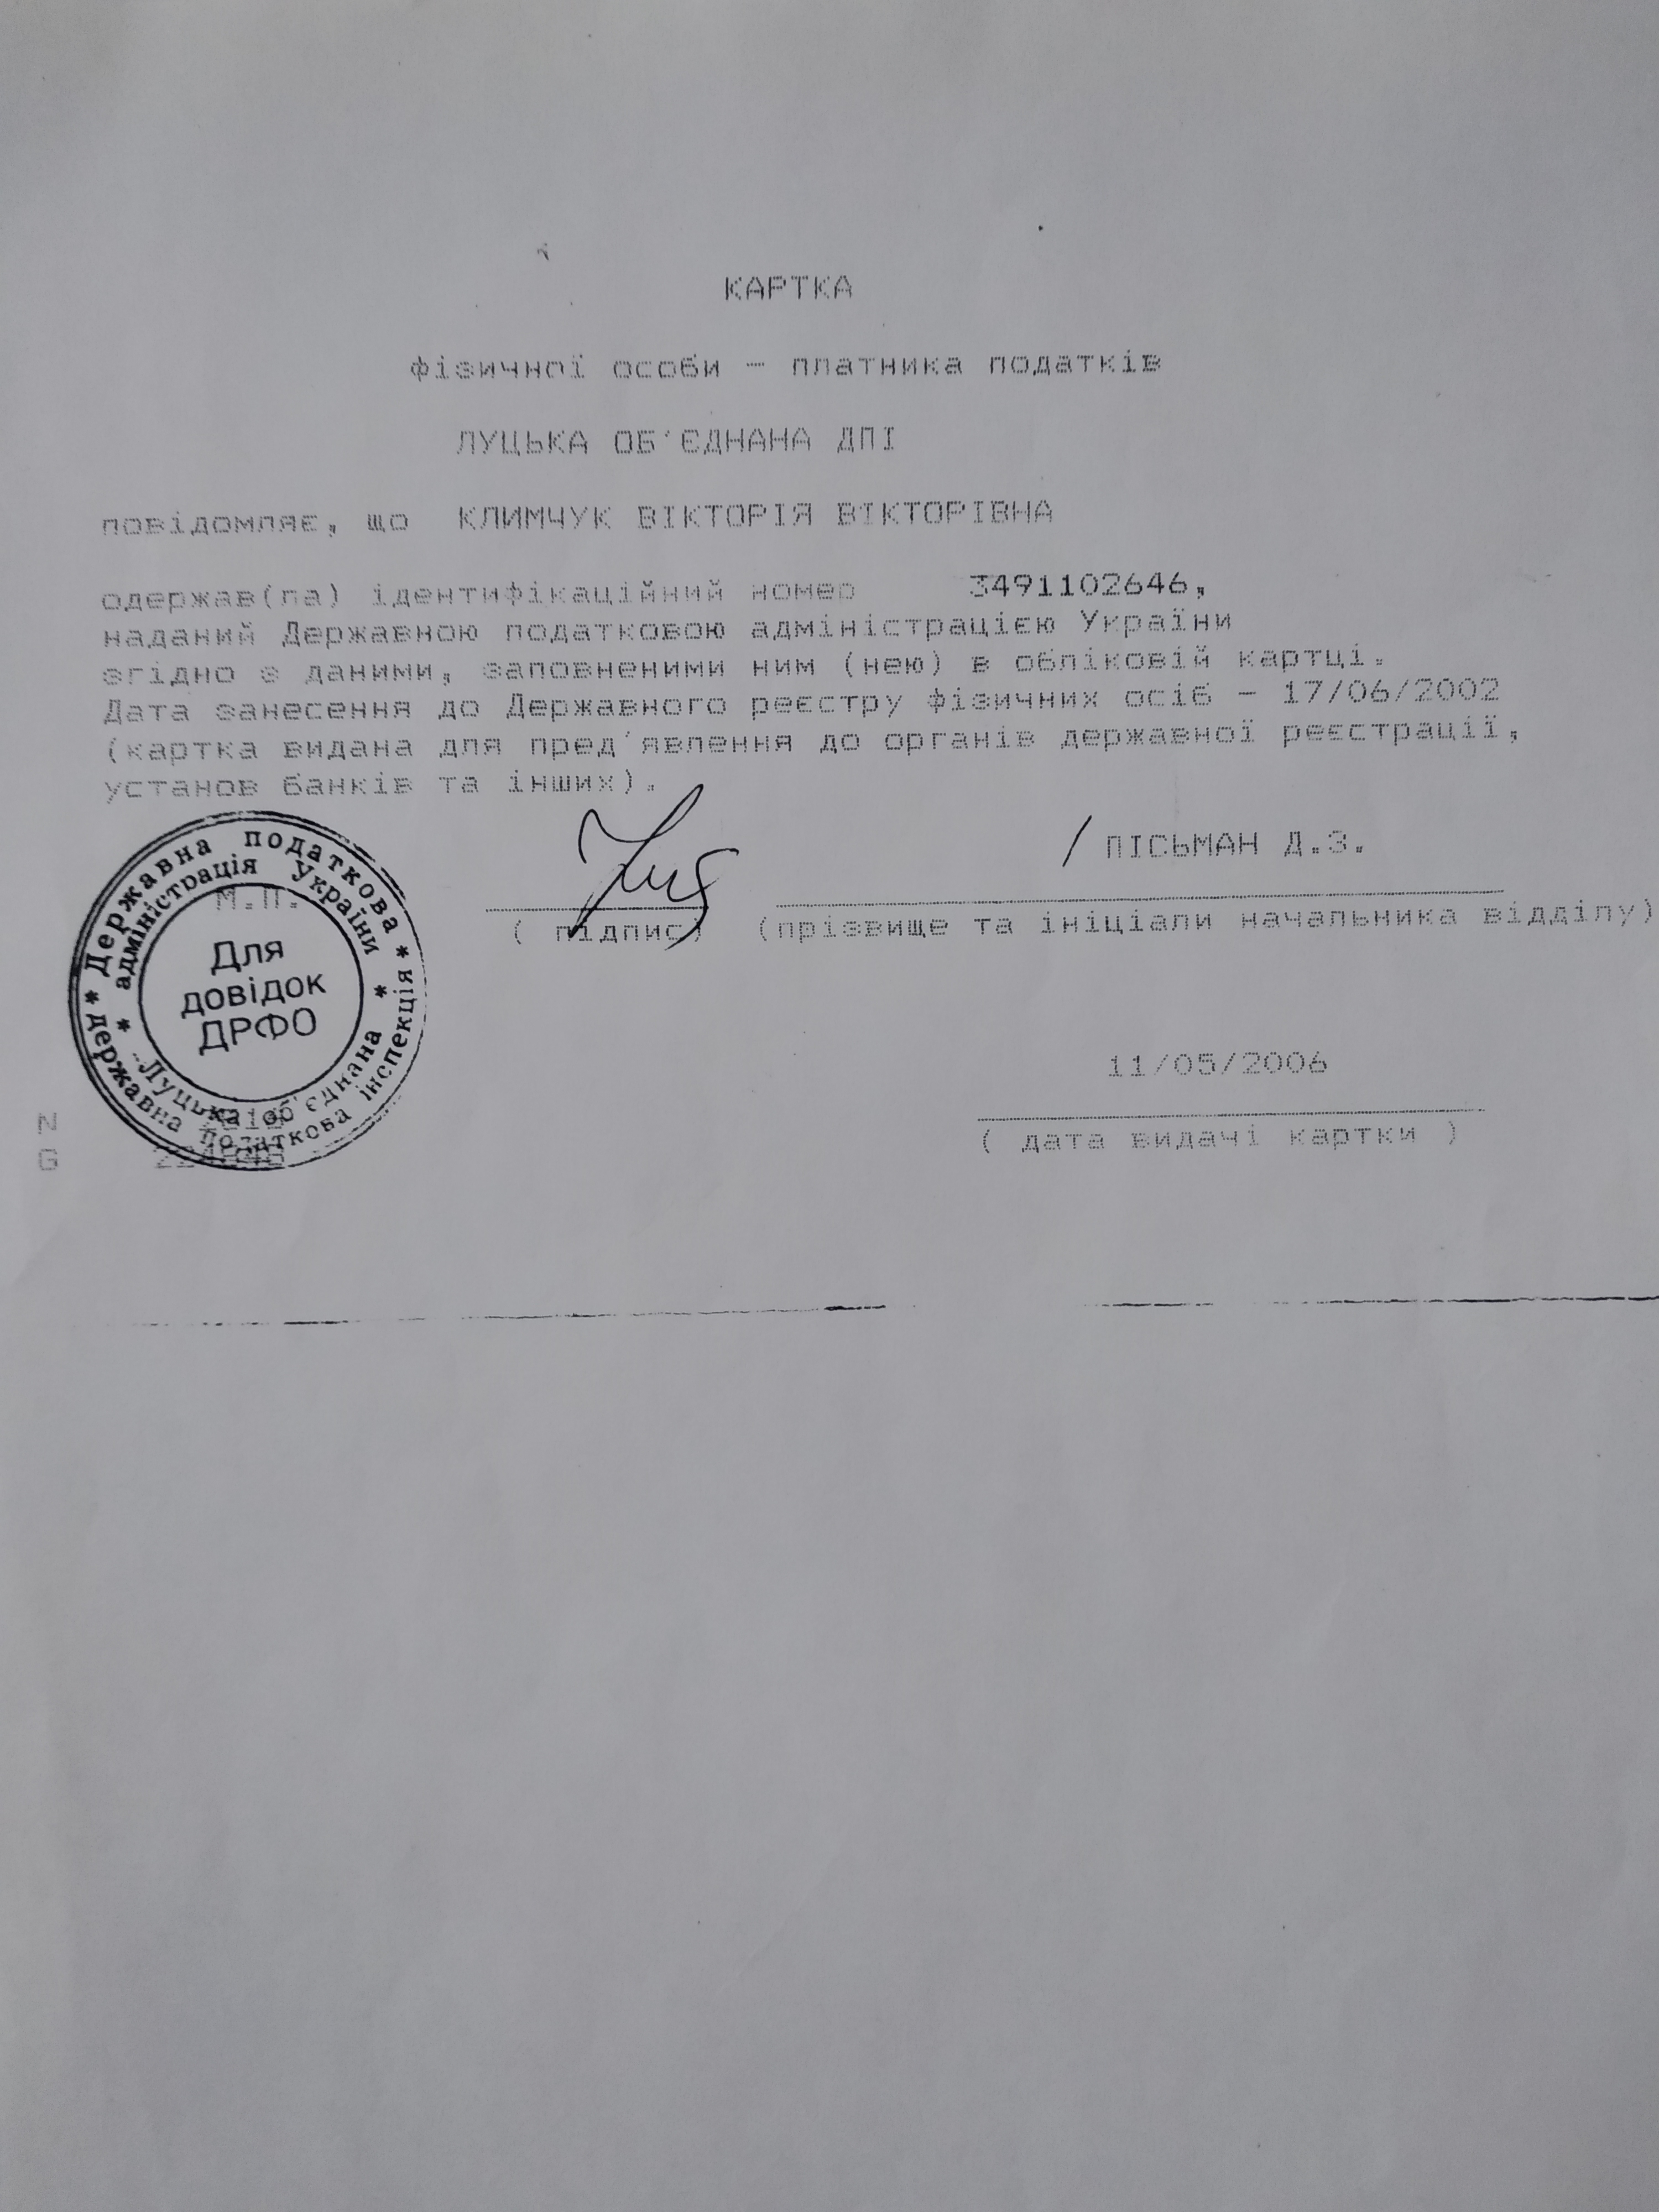 КАРТКА
фізичної особи – платника податків
ЛУЦЬКА ОБ'ЄДНАНА ДПІ
повідомляє, що КЛИМЧУК ВІКТОРІЯ ВІКТОРІВНА
одержав(ла) ідентифікаційний номер 3491102646,
наданий Державною податковою адміністрацією України
згідно з даними, заповненими ним (нею) в обліковій картці.
Дата занесення до Державного реєстру фізичних осіб – 17/06/2002
(картка видана для пред'явлення до органів державної реєстрації,
установ банків та інших).
/ ПІСЬМАН Д.З.
М.П.
( підпис) (прізвище та ініціали начальника відділу)
Державна податкова
адміністрація України
Для
довідок
ДРФО
Луцька об'єднана
державна податкова інспекція
11/05/2006
( дата видачі картки )
N
G